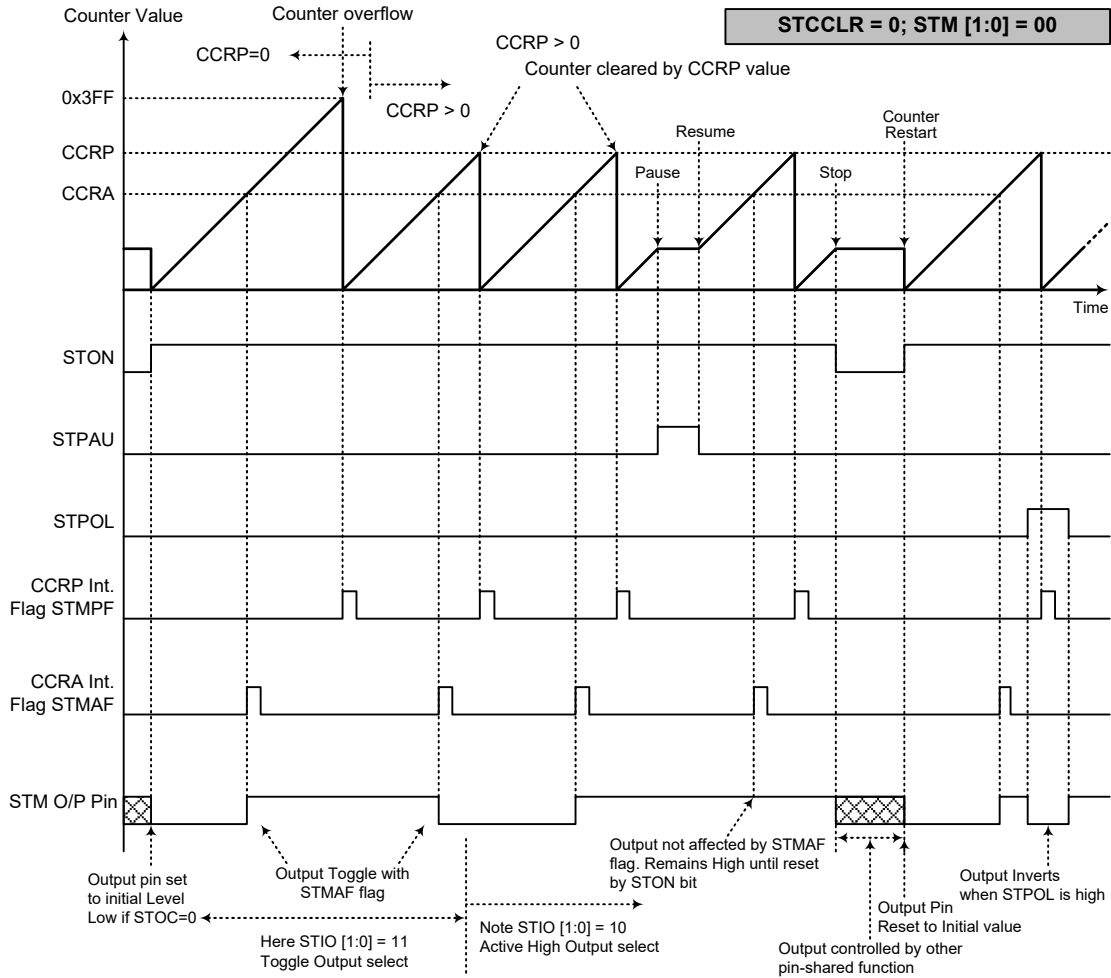 Counter Value
Counter overflow
STCCLR = 0; STM [1:0] = 00
CCRP=0
CCRP > 0
CCRP > 0
Counter cleared by CCRP value
0x3FF
CCRP
CCRA
Pause
Resume
Stop
Counter
Restart
Time
STON
STPAU
STPOL
CCRP Int.
Flag STMPF
CCRA Int.
Flag STMAF
STM O/P Pin
Output pin set
to initial Level
Low if STOC=0
Output Toggle with
STMAF flag
Here STIO [1:0] = 11
Toggle Output select
Note STIO [1:0] = 10
Active High Output select
Output not affected by STMAF
flag. Remains High until reset
by STON bit
Output controlled by other
pin-shared function
Output Pin
Reset to Initial value
Output Inverts
when STPOL is high